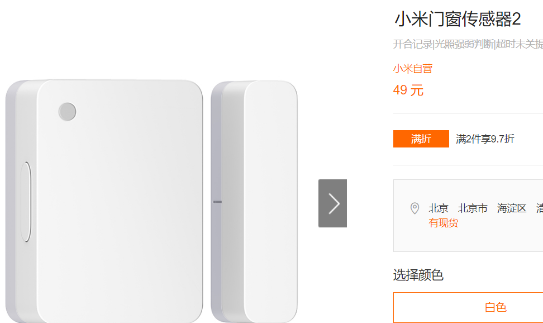 小米门窗传感器2
开合记录|光照强弱判断|超时未关提
小米自营
49 元
满折 满2件享9.7折
北京 北京市 海淀区
有现货
选择颜色
白色